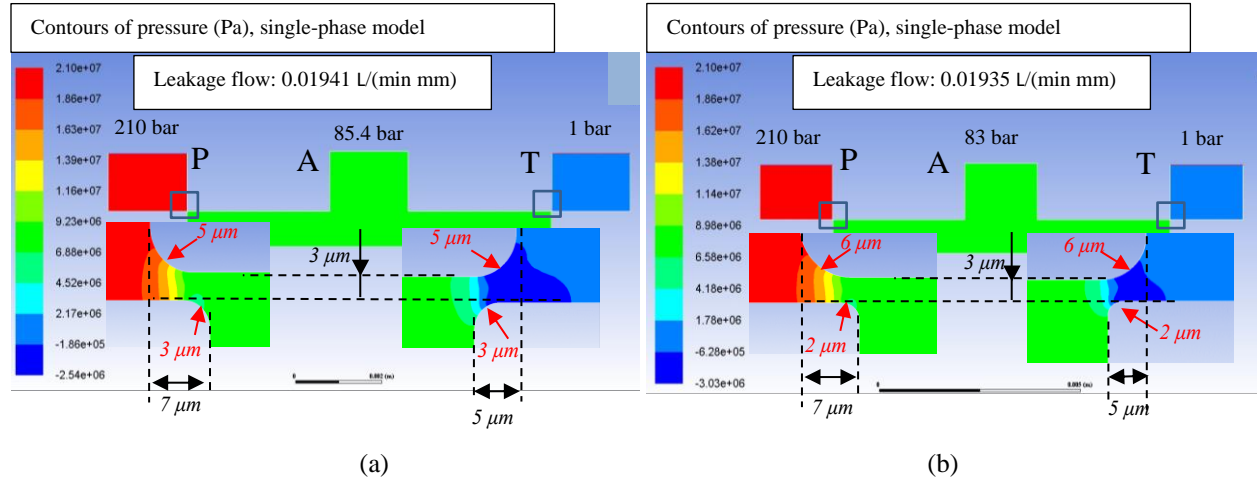 Contours of pressure (Pa), single-phase model
Leakage flow: 0.01941 L/(min mm)
2.10e+07
1.86e+07
1.63e+07
1.39e+07
1.16e+07
9.23e+06
6.88e+06
4.52e+06
2.17e+06
-1.86e+05
-2.54e+06
210 bar
85.4 bar
1 bar
P
A
T
5 μm
5 μm
3 μm
3 μm
3 μm
0.002 (m)
7 μm
5 μm
(a)
Contours of pressure (Pa), single-phase model
Leakage flow: 0.01935 L/(min mm)
2.10e+07
1.86e+07
1.62e+07
1.38e+07
1.14e+07
8.98e+06
6.58e+06
4.18e+06
1.78e+06
-6.28e+05
-3.03e+06
210 bar
83 bar
1 bar
P
A
T
6 μm
6 μm
3 μm
2 μm
2 μm
0.005 (m)
7 μm
5 μm
(b)